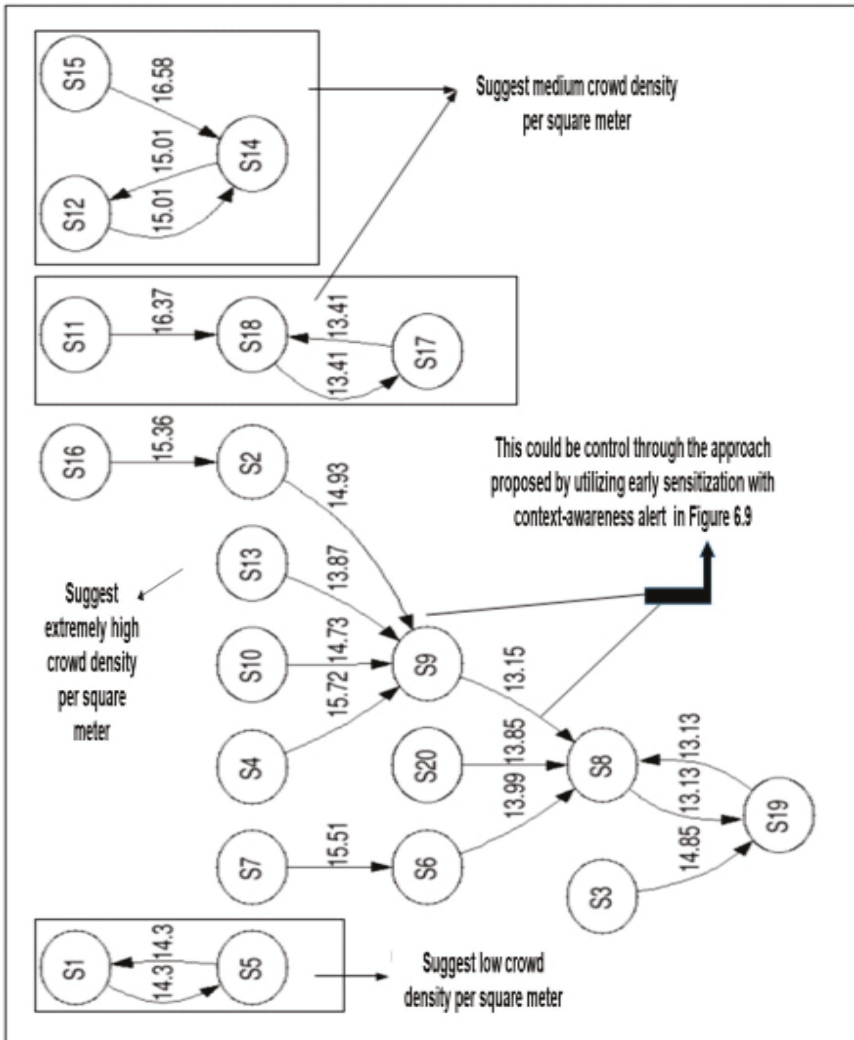 S15
16.58
S14
15.01
15.01
S12
Suggest medium crowd density
per square meter
S11
16.37
S18
13.41
13.41
S17
S16
15.36
S2
14.93
This could be control through the approach
proposed by utilizing early sensitization with
context-awareness alert in Figure 6.9
S13
13.87
Suggest
extremely high
crowd density
per square
meter
S10
14.73
S9
15.72
S4
13.15
S20
13.85
S8
13.13
13.13
S19
13.99
S7
15.51
S6
14.85
S3
S1
14.3
14.3
S5
Suggest low crowd
density per square meter